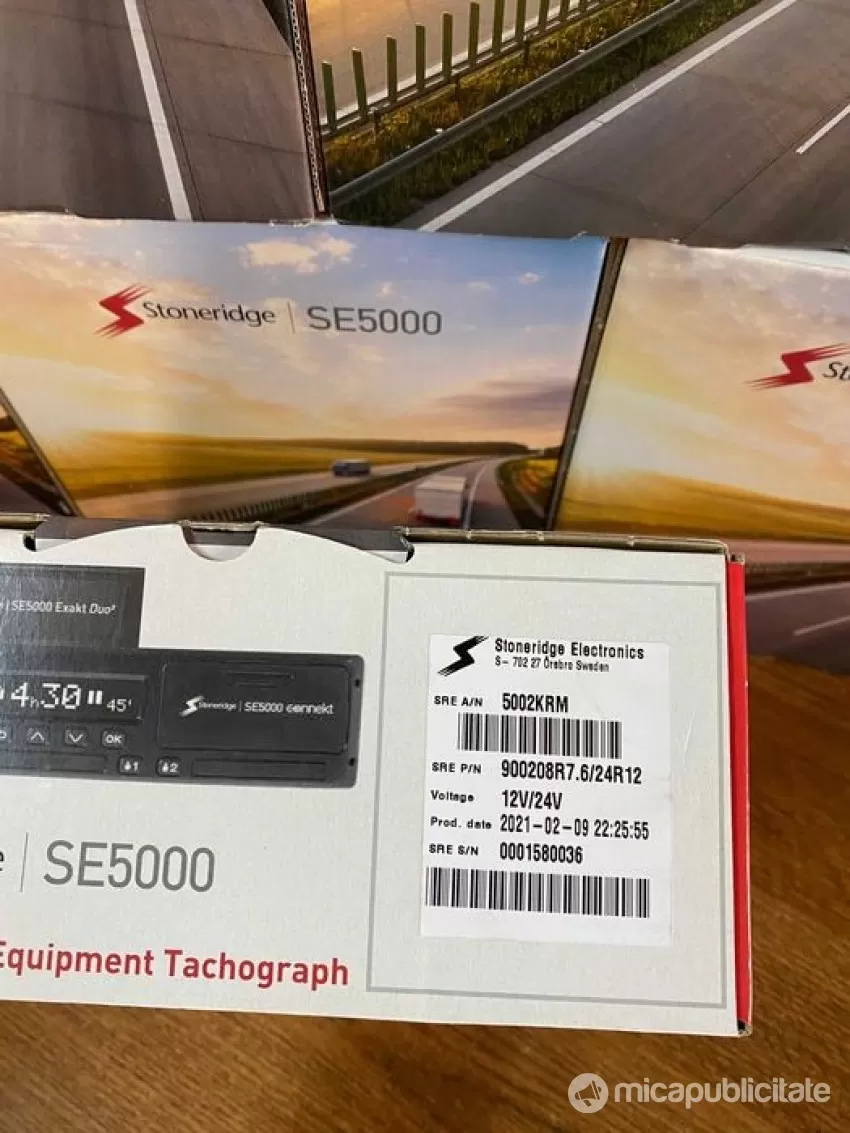 Stoneridge | SE5000
St
| SE5000 Exakt Duo²
4h30 45'
Stoneridge | SE5000 connekt
OK
1 2
SE5000
Equipment Tachograph
Stoneridge Electronics
S- 702 27 Örebro Sweden
SRE A/N 5002KRM
SRE P/N 900208R7.6/24R12
Voltage 12V/24V
Prod. date 2021-02-09 22:25:55
SRE S/N 0001580036
micapublicitate